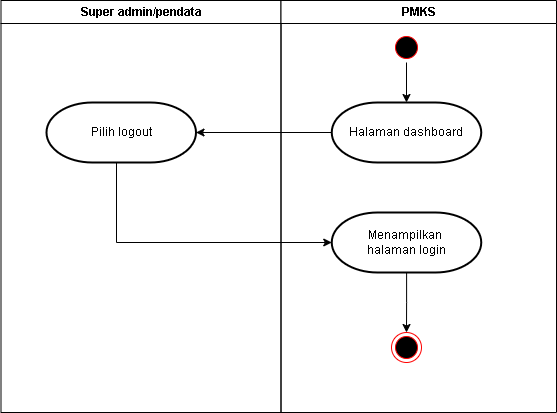 Super admin/pendata
PMKS
Pilih logout
Halaman dashboard
Menampilkan
halaman login